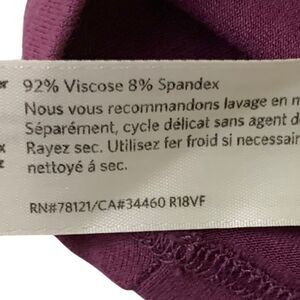 er 92% Viscose 8% Spandex
Nous vous recommandons lavage en m
Séparément, cycle délicat sans agent d
x Rayez sec. Utilisez fer froid si necessair
z nettoyé á sec.
RN#78121/CA#34460 R18VF